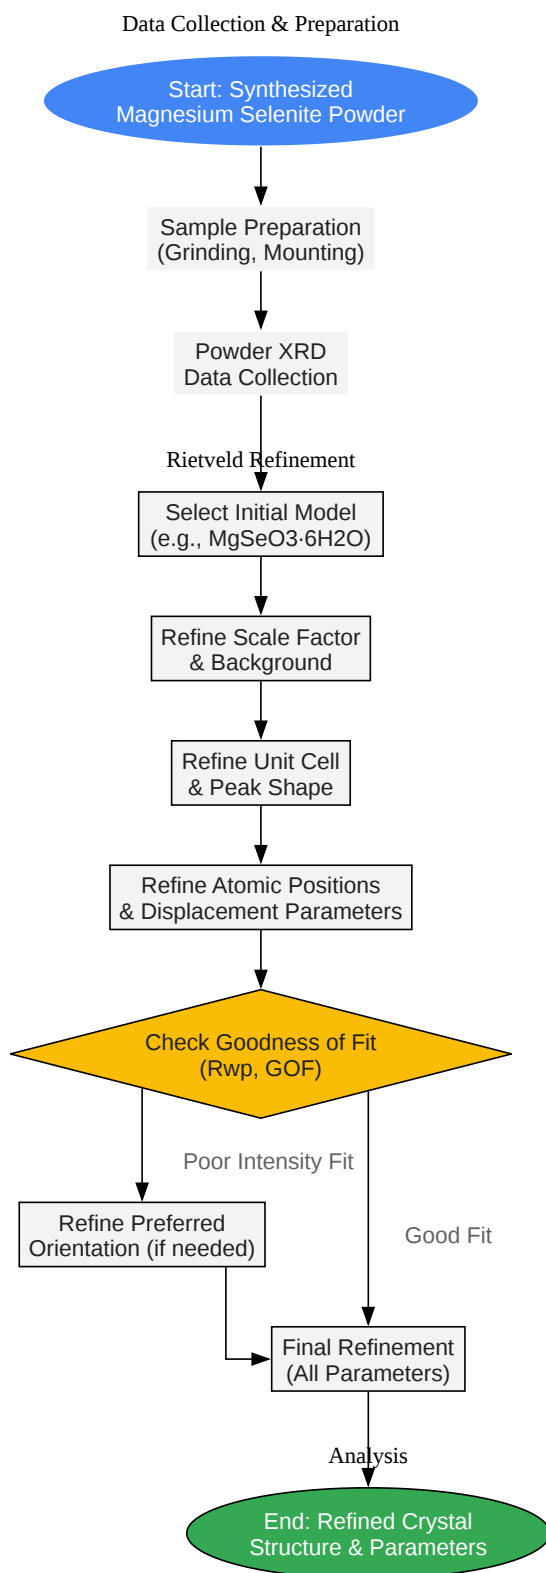 Data Collection & Preparation
Start: Synthesized
Magnesium Selenite Powder
Sample Preparation
(Grinding, Mounting)
Powder XRD
Data Collection
Rietveld Refinement
Select Initial Model
(e.g., MgSeO3·6H2O)
Refine Scale Factor
& Background
Refine Unit Cell
& Peak Shape
Refine Atomic Positions
& Displacement Parameters
Check Goodness of Fit
(Rwp, GOF)
Poor Intensity Fit
Refine Preferred
Orientation (if needed)
Good Fit
Final Refinement
(All Parameters)
Analysis
End: Refined Crystal
Structure & Parameters